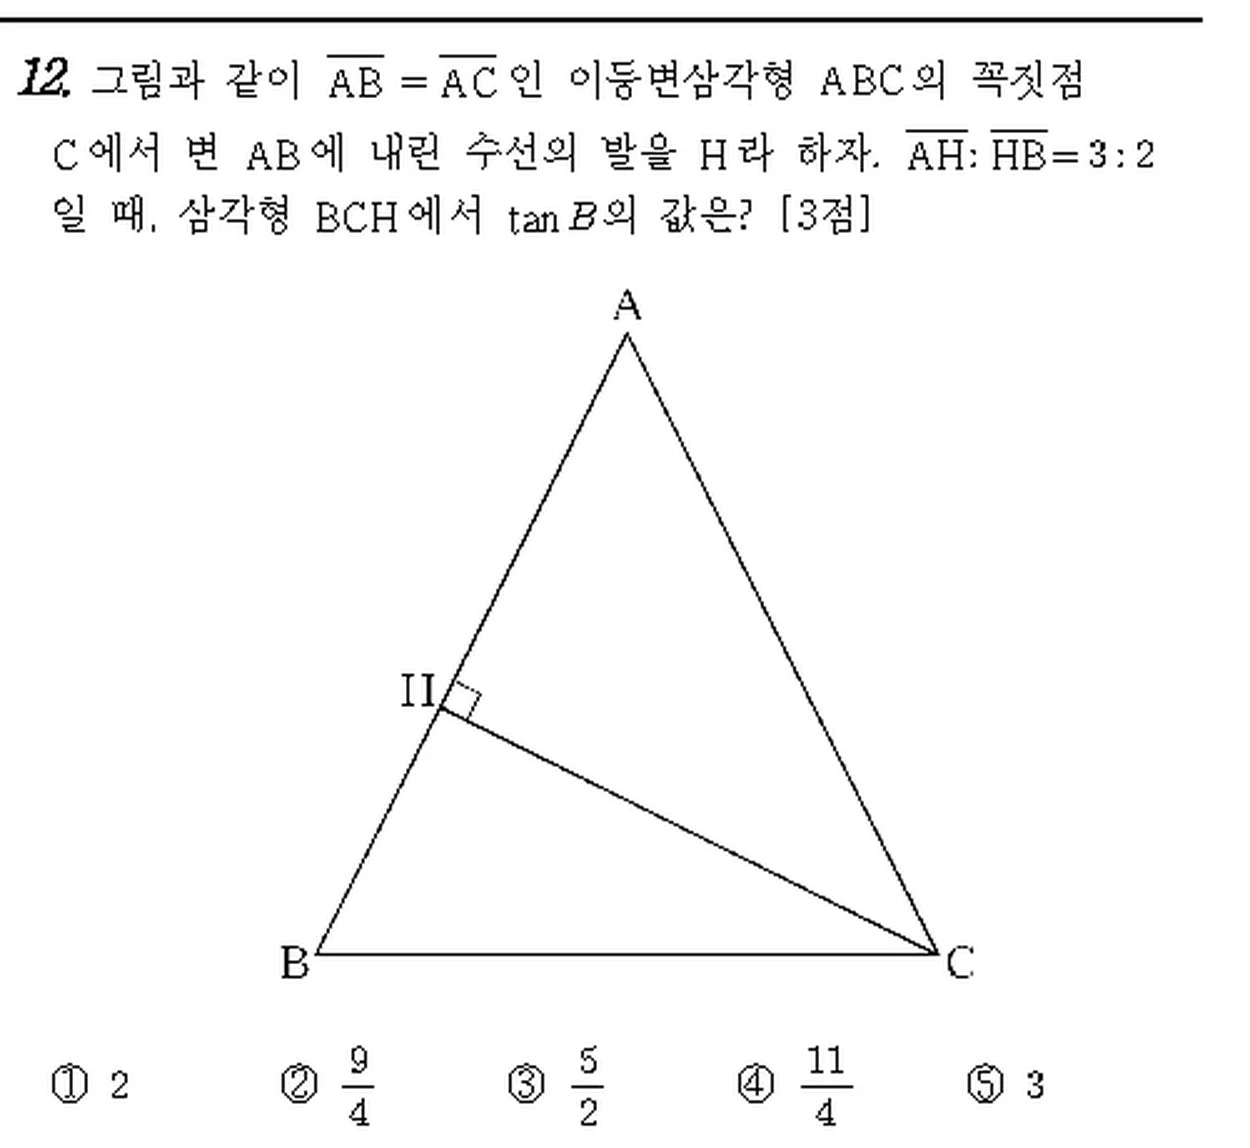 12. 그림과 같이 AB = AC인 이등변삼각형 ABC의 꼭짓점
C에서 변 AB에 내린 수선의 발을 H라 하자. AH:HB=3:2
일 때, 삼각형 BCH에서 tan B의 값은? [3점]
A
H
B C
① 2 ② 9/4 ③ 5/2 ④ 11/4 ⑤ 3